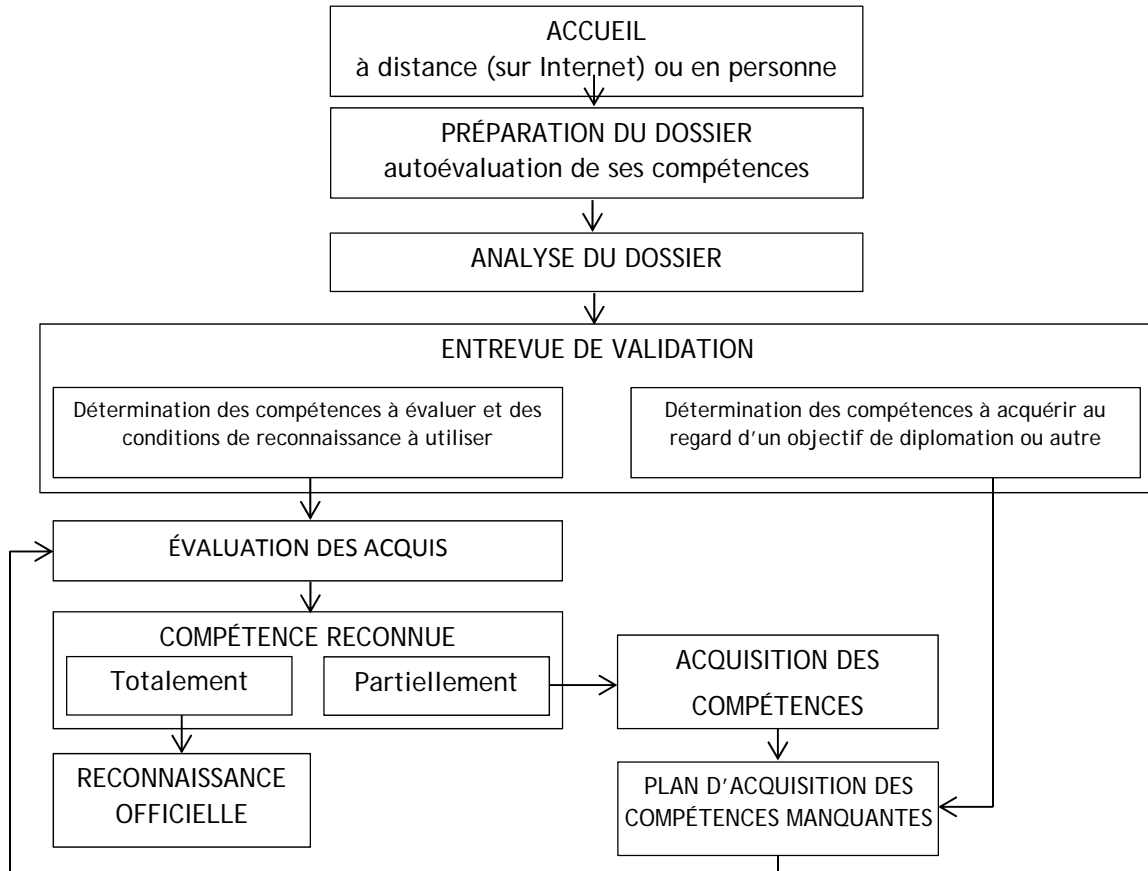 ACCUEIL
à distance (sur Internet) ou en personne
PRÉPARATION DU DOSSIER
autoévaluation de ses compétences
ANALYSE DU DOSSIER
ENTREVUE DE VALIDATION
Détermination des compétences à évaluer et des
conditions de reconnaissance à utiliser
Détermination des compétences à acquérir au
regard d'un objectif de diplomation ou autre
ÉVALUATION DES ACQUIS
COMPÉTENCE RECONNUE
Totalement
Partiellement
ACQUISITION DES
COMPÉTENCES
RECONNAISSANCE
OFFICIELLE
PLAN D'ACQUISITION DES
COMPÉTENCES MANQUANTES